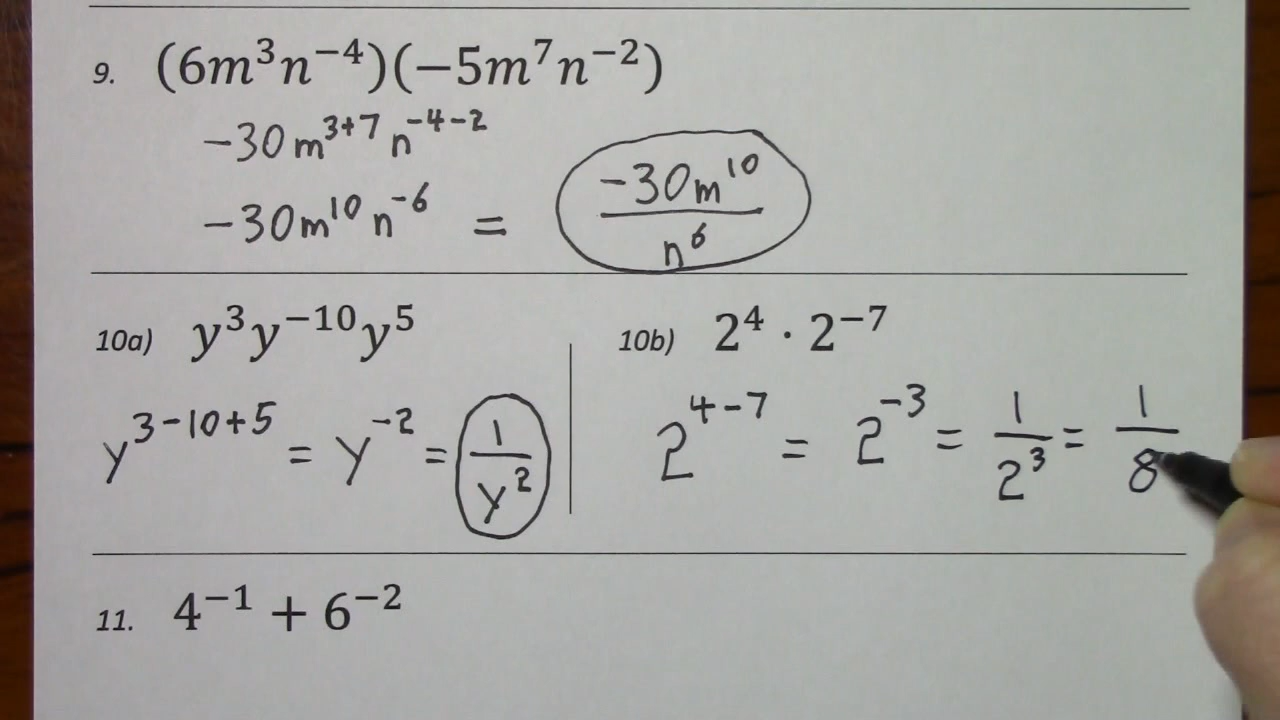 9. (6m³n⁻⁴)(−5m⁷n⁻²)
−30m³⁺⁷n⁻⁴⁻²
−30m¹⁰n⁻⁶ = −30m¹⁰/n⁶
10a) y³y⁻¹⁰y⁵
y³⁻¹⁰⁺⁵ = y⁻² = 1/y²
10b) 2⁴ · 2⁻⁷
2⁴⁻⁷ = 2⁻³ = 1/2³ = 1/8
11. 4⁻¹ + 6⁻²